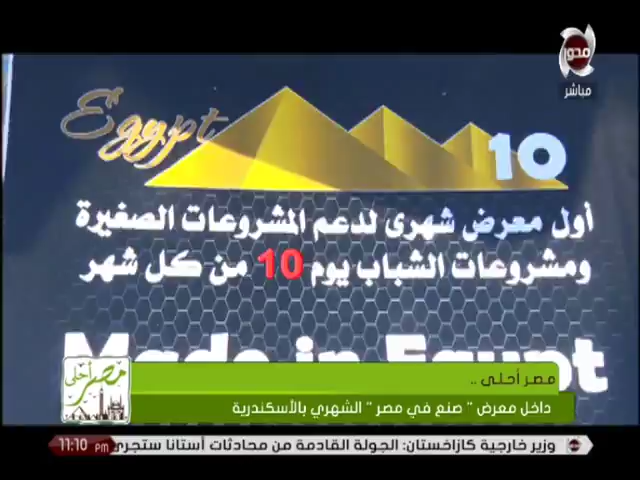 محور
مباشر
Egypt
10
أول معرض شهرى لدعم المشروعات الصغيرة
ومشروعات الشباب يوم 10 من كل شهر
Made in Egypt
مصر أحلى
مصر أحلى ..
داخل معرض " صنع في مصر " الشهري بالأسكندرية
وزير خارجية كازاخستان: الجولة القادمة من محادثات أستانا ستجري
11:10 PM